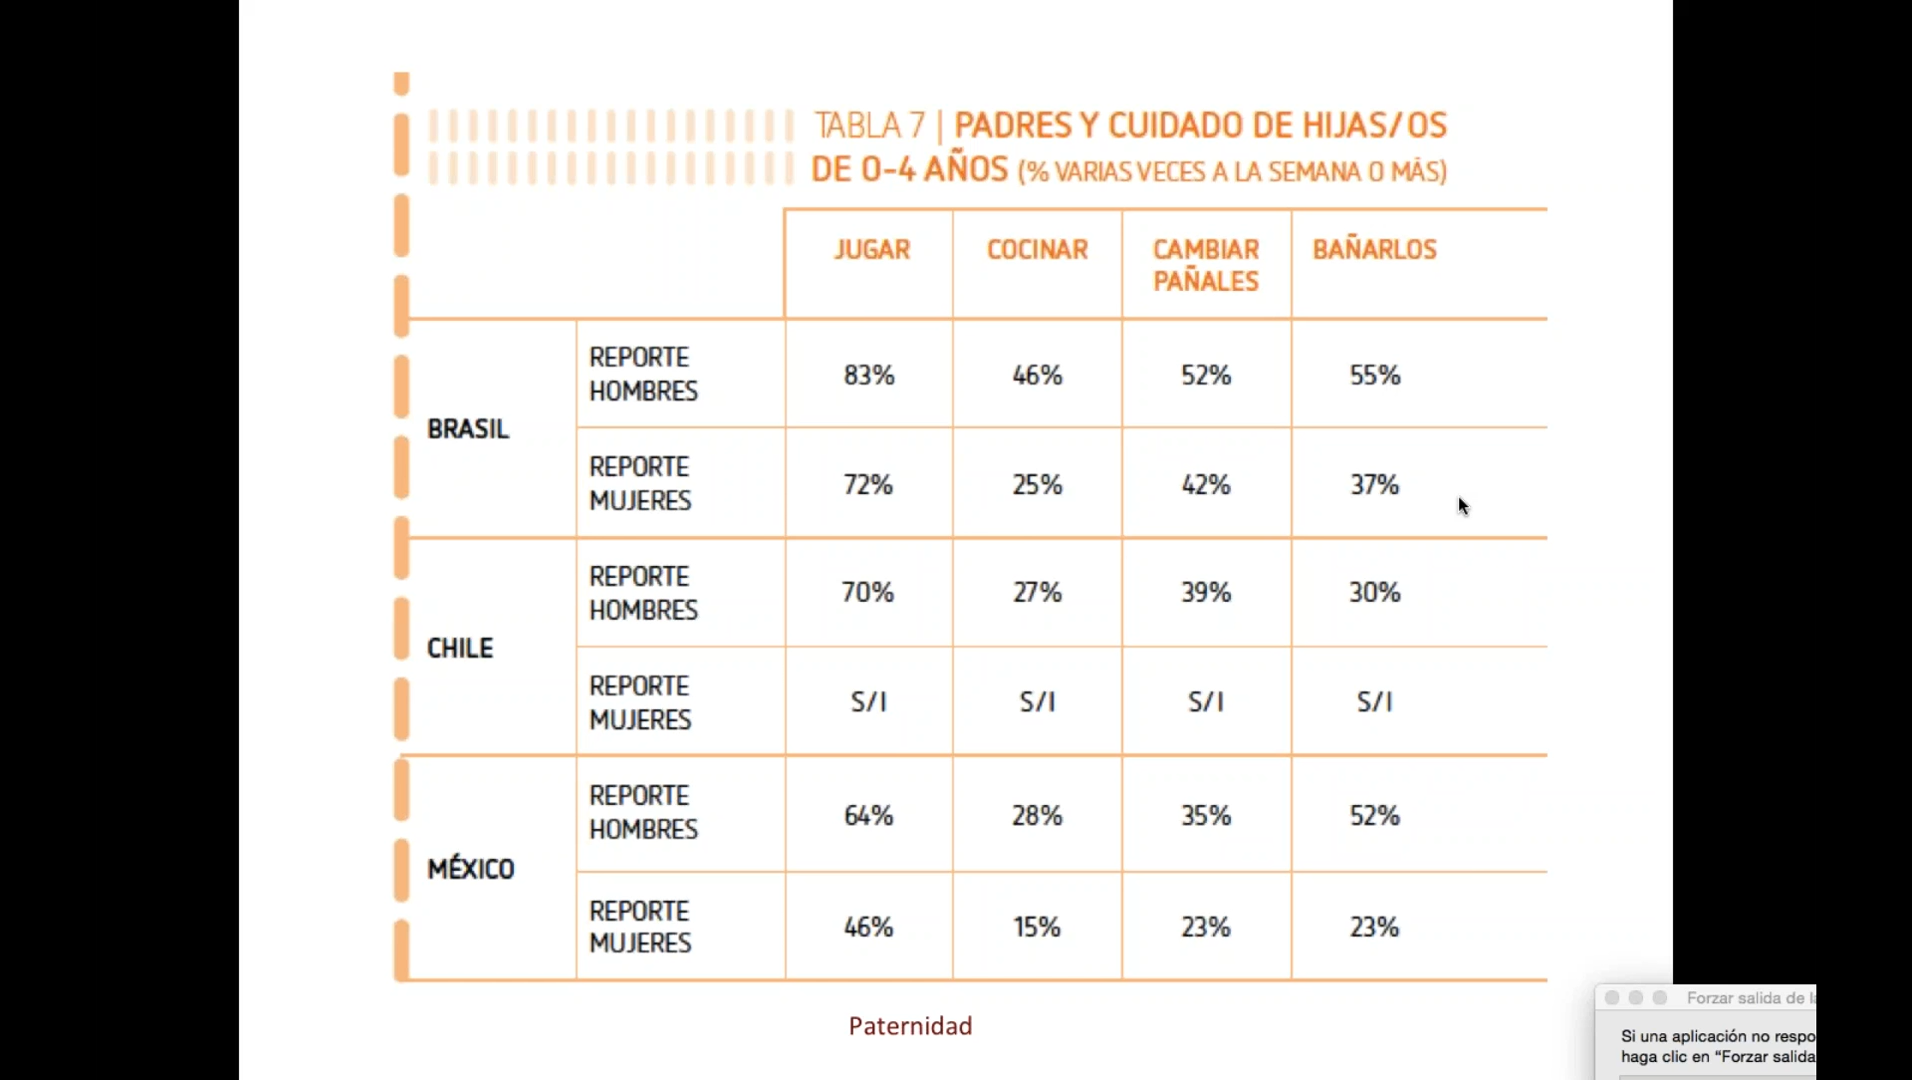 TABLA 7 | PADRES Y CUIDADO DE HIJAS/OS
DE 0-4 AÑOS (% VARIAS VECES A LA SEMANA O MÁS)
JUGAR COCINAR CAMBIAR PAÑALES BAÑARLOS
BRASIL
REPORTE HOMBRES 83% 46% 52% 55%
REPORTE MUJERES 72% 25% 42% 37%
CHILE
REPORTE HOMBRES 70% 27% 39% 30%
REPORTE MUJERES S/I S/I S/I S/I
MÉXICO
REPORTE HOMBRES 64% 28% 35% 52%
REPORTE MUJERES 46% 15% 23% 23%
Paternidad
Forzar salida de
Si una aplicación no respo
haga clic en “Forzar salida